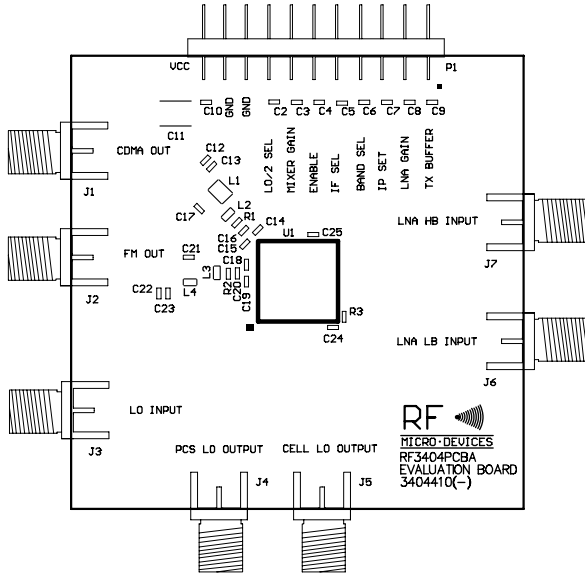 VCC
P1
C10
GND
GND
C2
C3
C4
C5
C6
C7
C8
C9
C11
LO/2 SEL
MIXER GAIN
ENABLE
IF SEL
BAND SEL
IP SET
LNA GAIN
TX BUFFER
CDMA OUT
J1
C12
C13
L1
C17
L2
R1
C16
C15
C14
U1
C25
LNA HB INPUT
J7
FM OUT
J2
C21
C18
L3
R2
C20
C19
L4
C22
C23
R3
C24
LNA LB INPUT
J6
LO INPUT
J3
RF
MICRO·DEVICES
RF3404PCBA
EVALUATION BOARD
3404410(-)
PCS LO OUTPUT
CELL LO OUTPUT
J4
J5